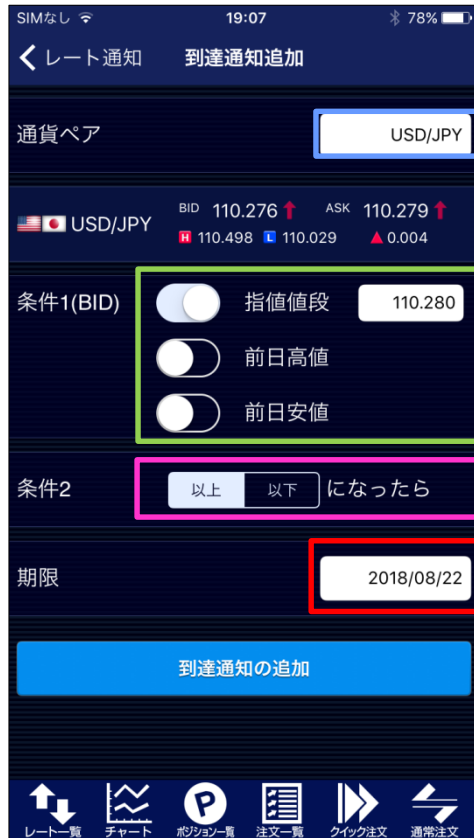 SIMなし 19:07 78%
レート通知 到達通知追加
通貨ペア USD/JPY
USD/JPY BID 110.276 ASK 110.279
H 110.498 L 110.029 0.004
条件1(BID) 指値値段 110.280
前日高値
前日安値
条件2 以上 以下 になったら
期限 2018/08/22
到達通知の追加
P
レート一覧 チャート ポジション一覧 注文一覧 クイック注文 通常注文